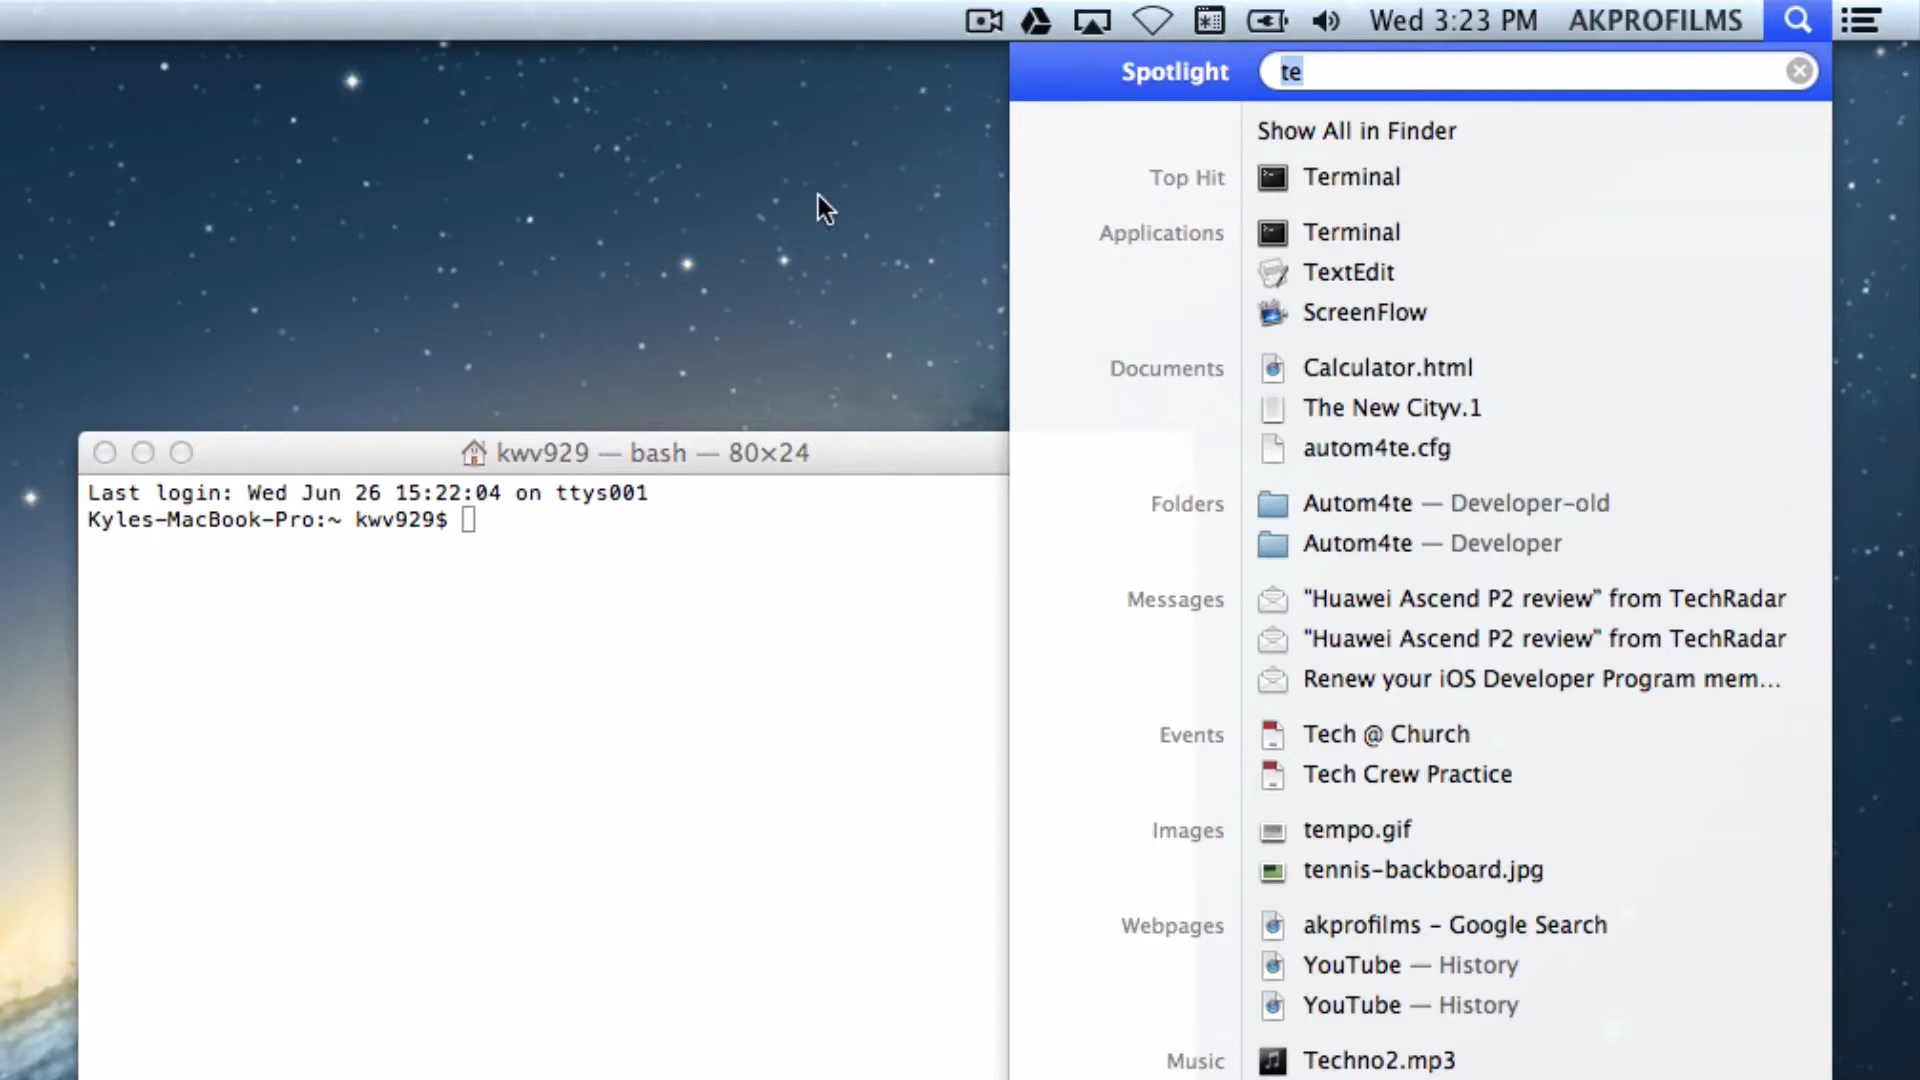 Wed 3:23 PM AKPROFILMS
Spotlight te
Show All in Finder
Top Hit Terminal
Applications Terminal
TextEdit
ScreenFlow
Documents Calculator.html
The New Cityv.1
autom4te.cfg
Folders Autom4te — Developer-old
Autom4te — Developer
Messages "Huawei Ascend P2 review" from TechRadar
"Huawei Ascend P2 review" from TechRadar
Renew your iOS Developer Program mem...
Events Tech @ Church
Tech Crew Practice
Images tempo.gif
tennis-backboard.jpg
Webpages akprofilms - Google Search
YouTube — History
YouTube — History
Music Techno2.mp3
kwv929 — bash — 80×24
Last login: Wed Jun 26 15:22:04 on ttys001
Kyles-MacBook-Pro:~ kwv929$